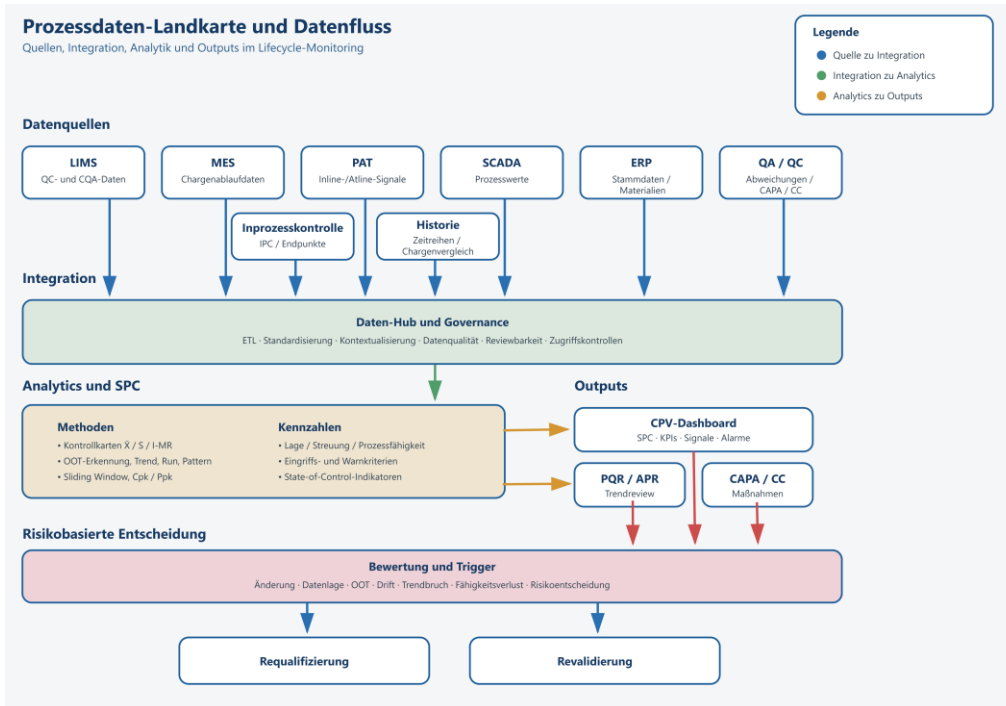 Prozessdaten-Landkarte und Datenfluss
Quellen, Integration, Analytik und Outputs im Lifecycle-Monitoring
Legende
Quelle zu Integration
Integration zu Analytics
Analytics zu Outputs
Datenquellen
LIMS
QC- und CQA-Daten
MES
Chargenablaufdaten
PAT
Inline-/Atline-Signale
SCADA
Prozesswerte
ERP
Stammdaten /
Materialien
QA / QC
Abweichungen /
CAPA / CC
Inprozesskontrolle
IPC / Endpunkte
Historie
Zeitreihen /
Chargenvergleich
Integration
Daten-Hub und Governance
ETL · Standardisierung · Kontextualisierung · Datenqualität · Reviewbarkeit · Zugriffskontrollen
Analytics und SPC
Methoden
• Kontrollkarten X̄ / S / I-MR
• OOT-Erkennung, Trend, Run, Pattern
• Sliding Window, Cpk / Ppk
Kennzahlen
• Lage / Streuung / Prozessfähigkeit
• Eingriffs- und Warnkriterien
• State-of-Control-Indikatoren
Outputs
CPV-Dashboard
SPC · KPIs · Signale · Alarme
PQR / APR
Trendreview
CAPA / CC
Maßnahmen
Risikobasierte Entscheidung
Bewertung und Trigger
Änderung · Datenlage · OOT · Drift · Trendbruch · Fähigkeitsverlust · Risikoentscheidung
Requalifizierung
Revalidierung